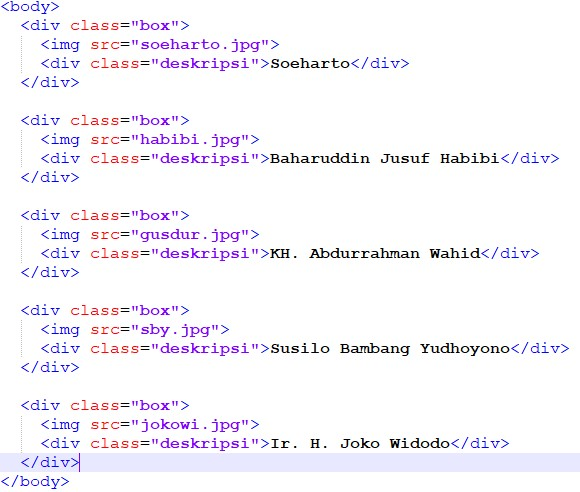 <body>
  <div class="box">
    <img src="soeharto.jpg">
    <div class="deskripsi">Soeharto</div>
  </div>

  <div class="box">
    <img src="habibi.jpg">
    <div class="deskripsi">Baharuddin Jusuf Habibi</div>
  </div>

  <div class="box">
    <img src="gusdur.jpg">
    <div class="deskripsi">KH. Abdurrahman Wahid</div>
  </div>

  <div class="box">
    <img src="sby.jpg">
    <div class="deskripsi">Susilo Bambang Yudhoyono</div>
  </div>

  <div class="box">
    <img src="jokowi.jpg">
    <div class="deskripsi">Ir. H. Joko Widodo</div>
  </div>
</body>